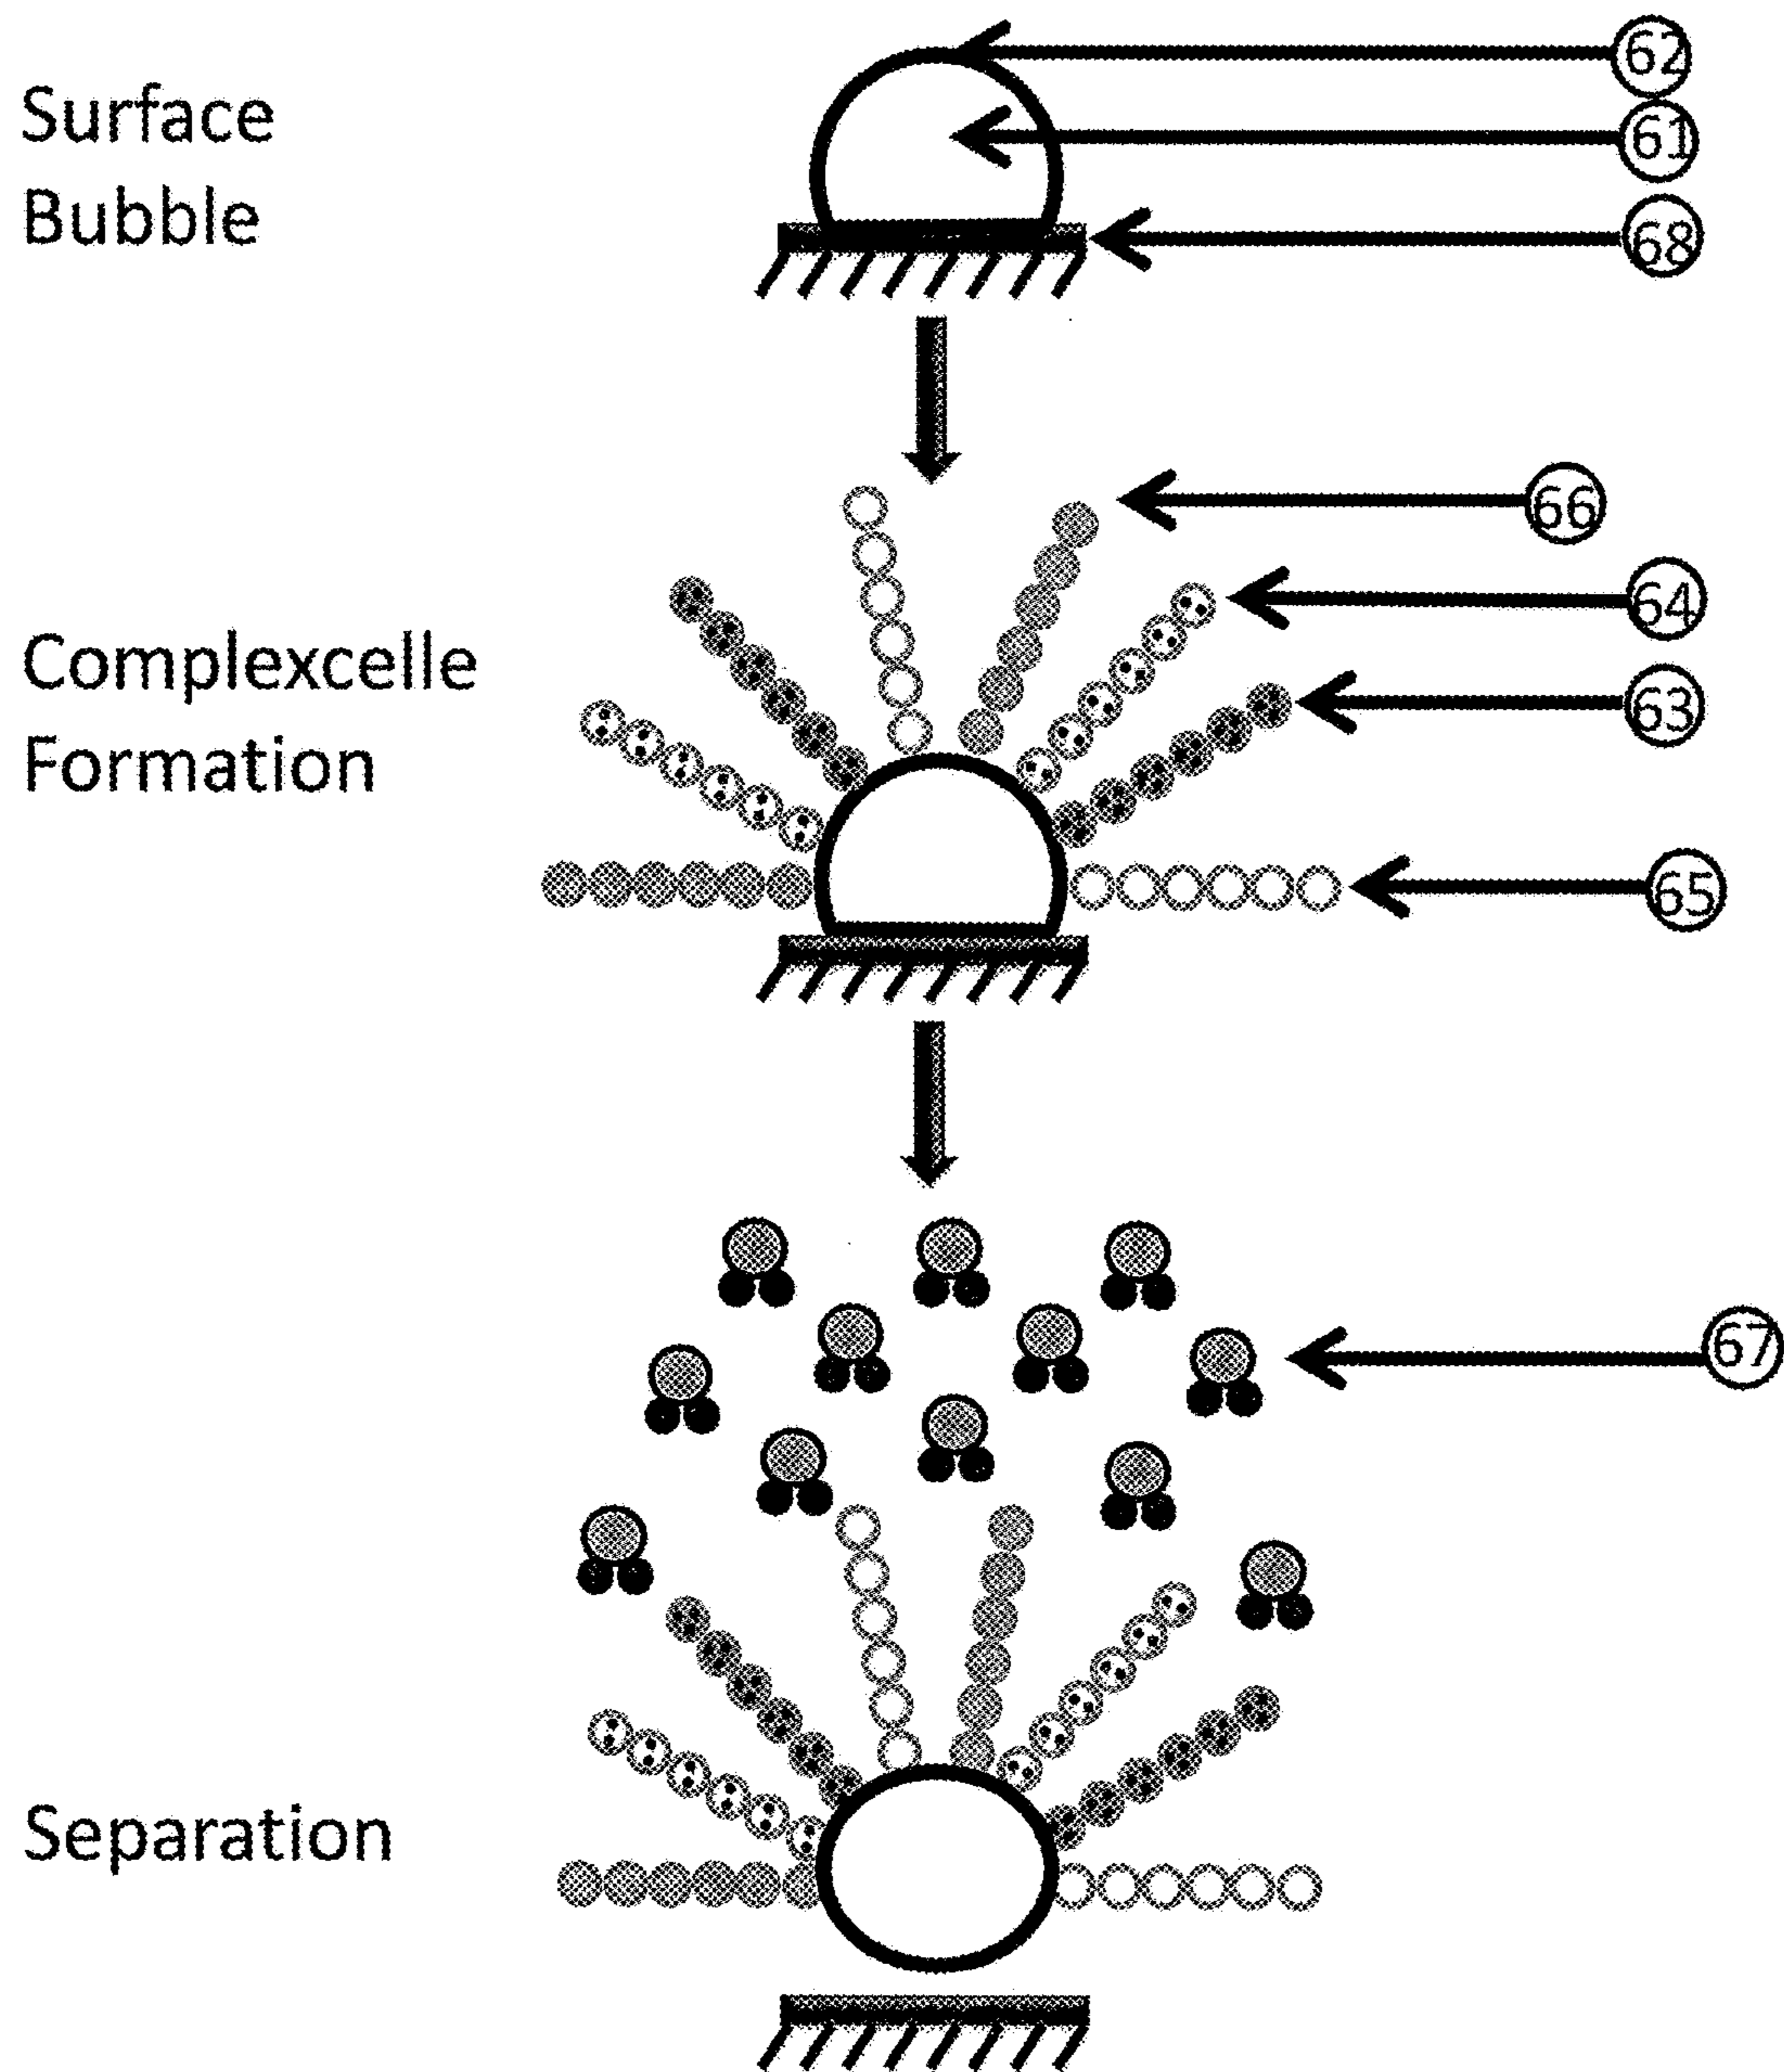 62
61
Surface
Bubble
68
66
64
Complexcelle
63
Formation
65
67
Separation